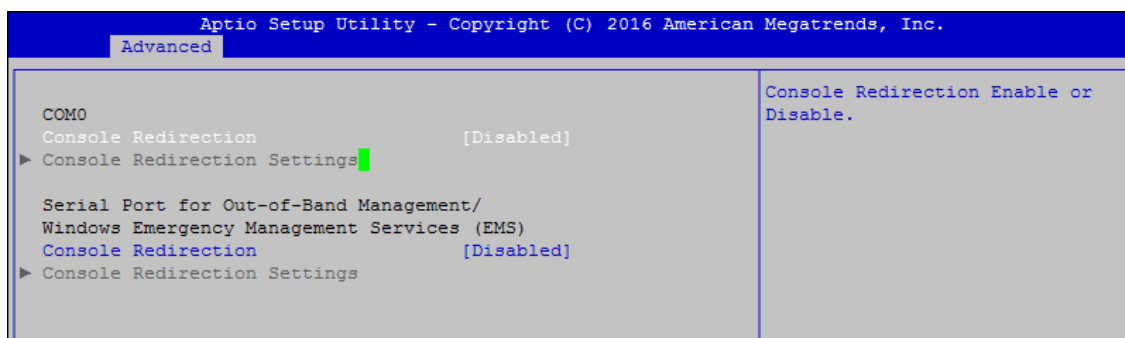 Aptio Setup Utility - Copyright (C) 2016 American Megatrends, Inc.
Advanced
COM0
Console Redirection [Disabled]
► Console Redirection Settings
Serial Port for Out-of-Band Management/
Windows Emergency Management Services (EMS)
Console Redirection [Disabled]
► Console Redirection Settings
Console Redirection Enable or
Disable.